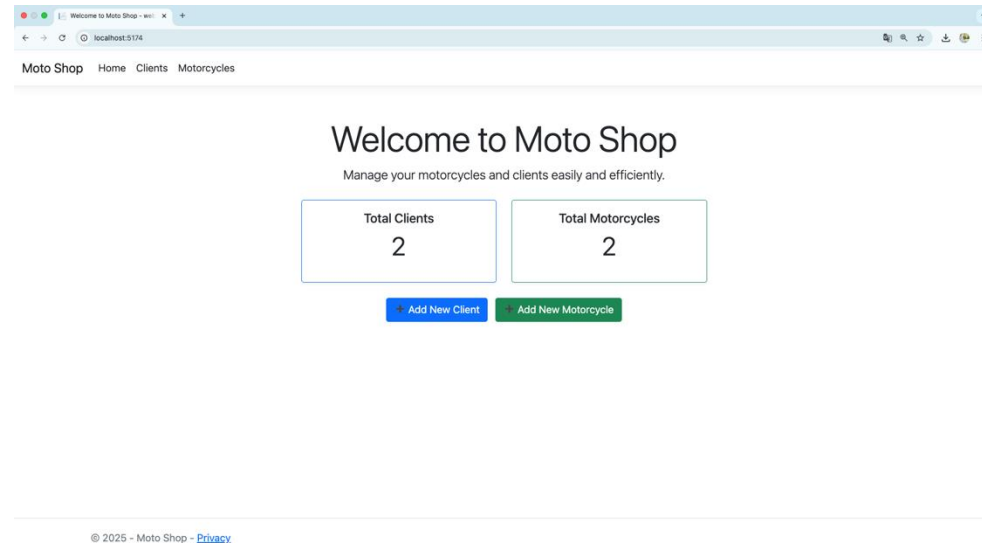 Welcome to Moto Shop - wel
localhost:5174
Moto Shop Home Clients Motorcycles
Welcome to Moto Shop
Manage your motorcycles and clients easily and efficiently.
Total Clients
2
Total Motorcycles
2
Add New Client
Add New Motorcycle
© 2025 - Moto Shop - Privacy